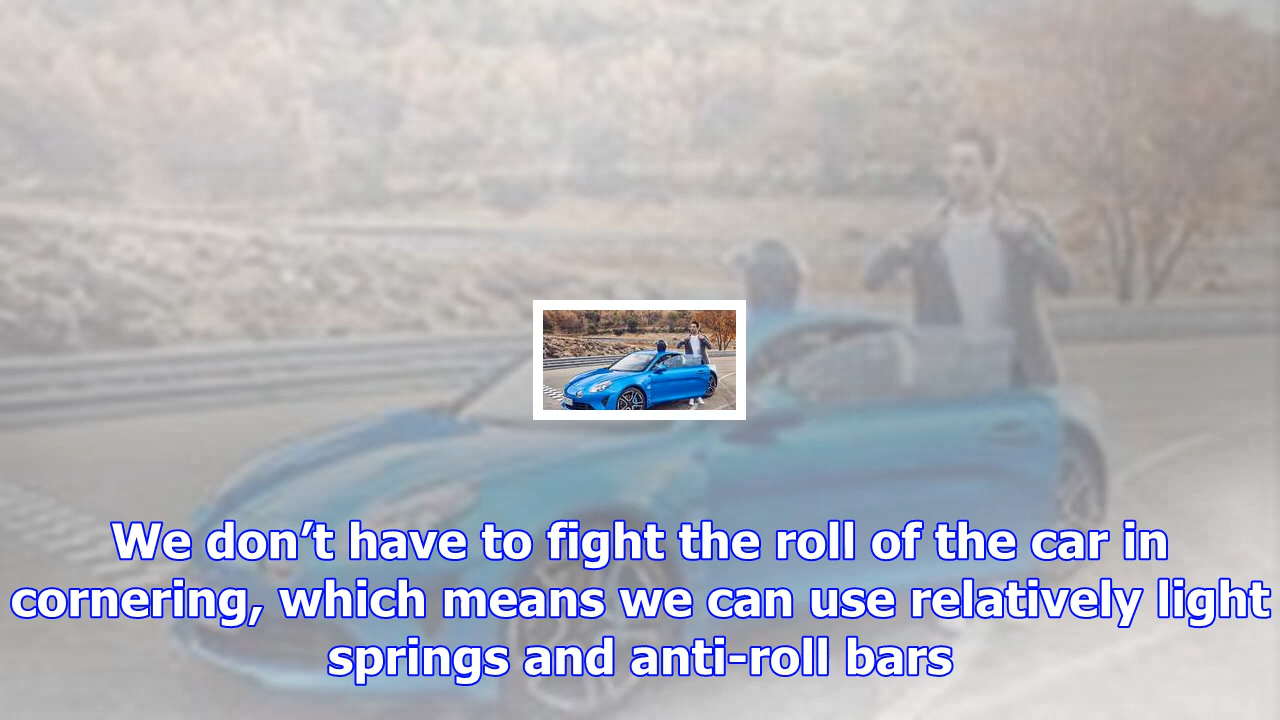 We don’t have to fight the roll of the car in
cornering, which means we can use relatively light
springs and anti-roll bars